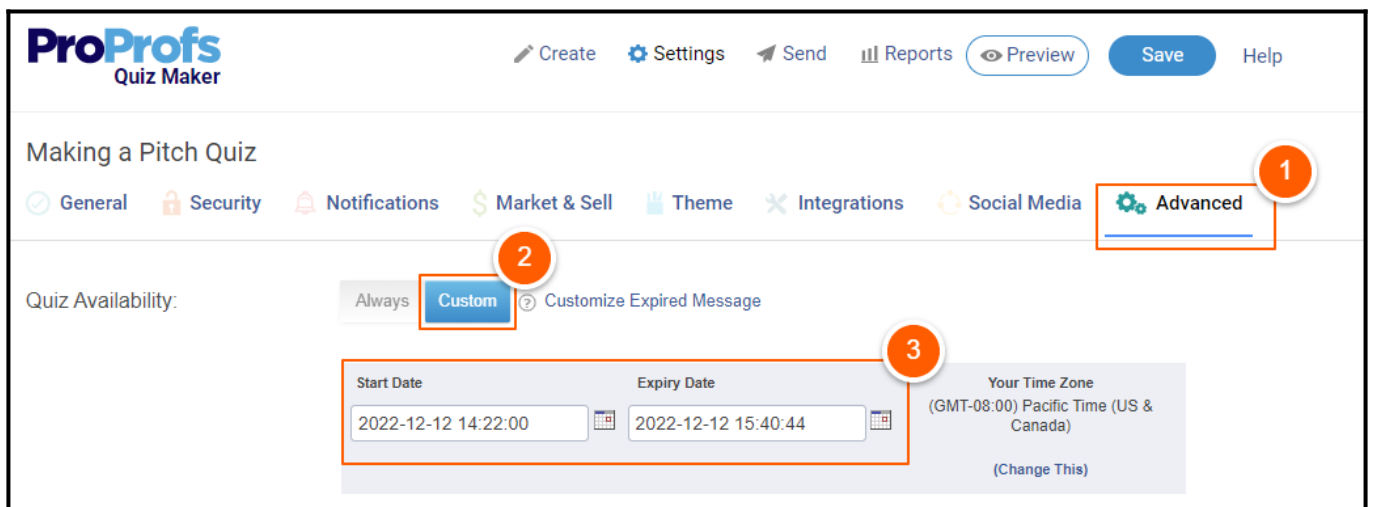 ProProfs
Quiz Maker
Create Settings Send Reports Preview Save Help
Making a Pitch Quiz
1
General Security Notifications Market & Sell Theme Integrations Social Media Advanced
2
Quiz Availability: Always Custom ? Customize Expired Message
3
Start Date Expiry Date Your Time Zone
2022-12-12 14:22:00 2022-12-12 15:40:44 (GMT-08:00) Pacific Time (US &
Canada)
(Change This)